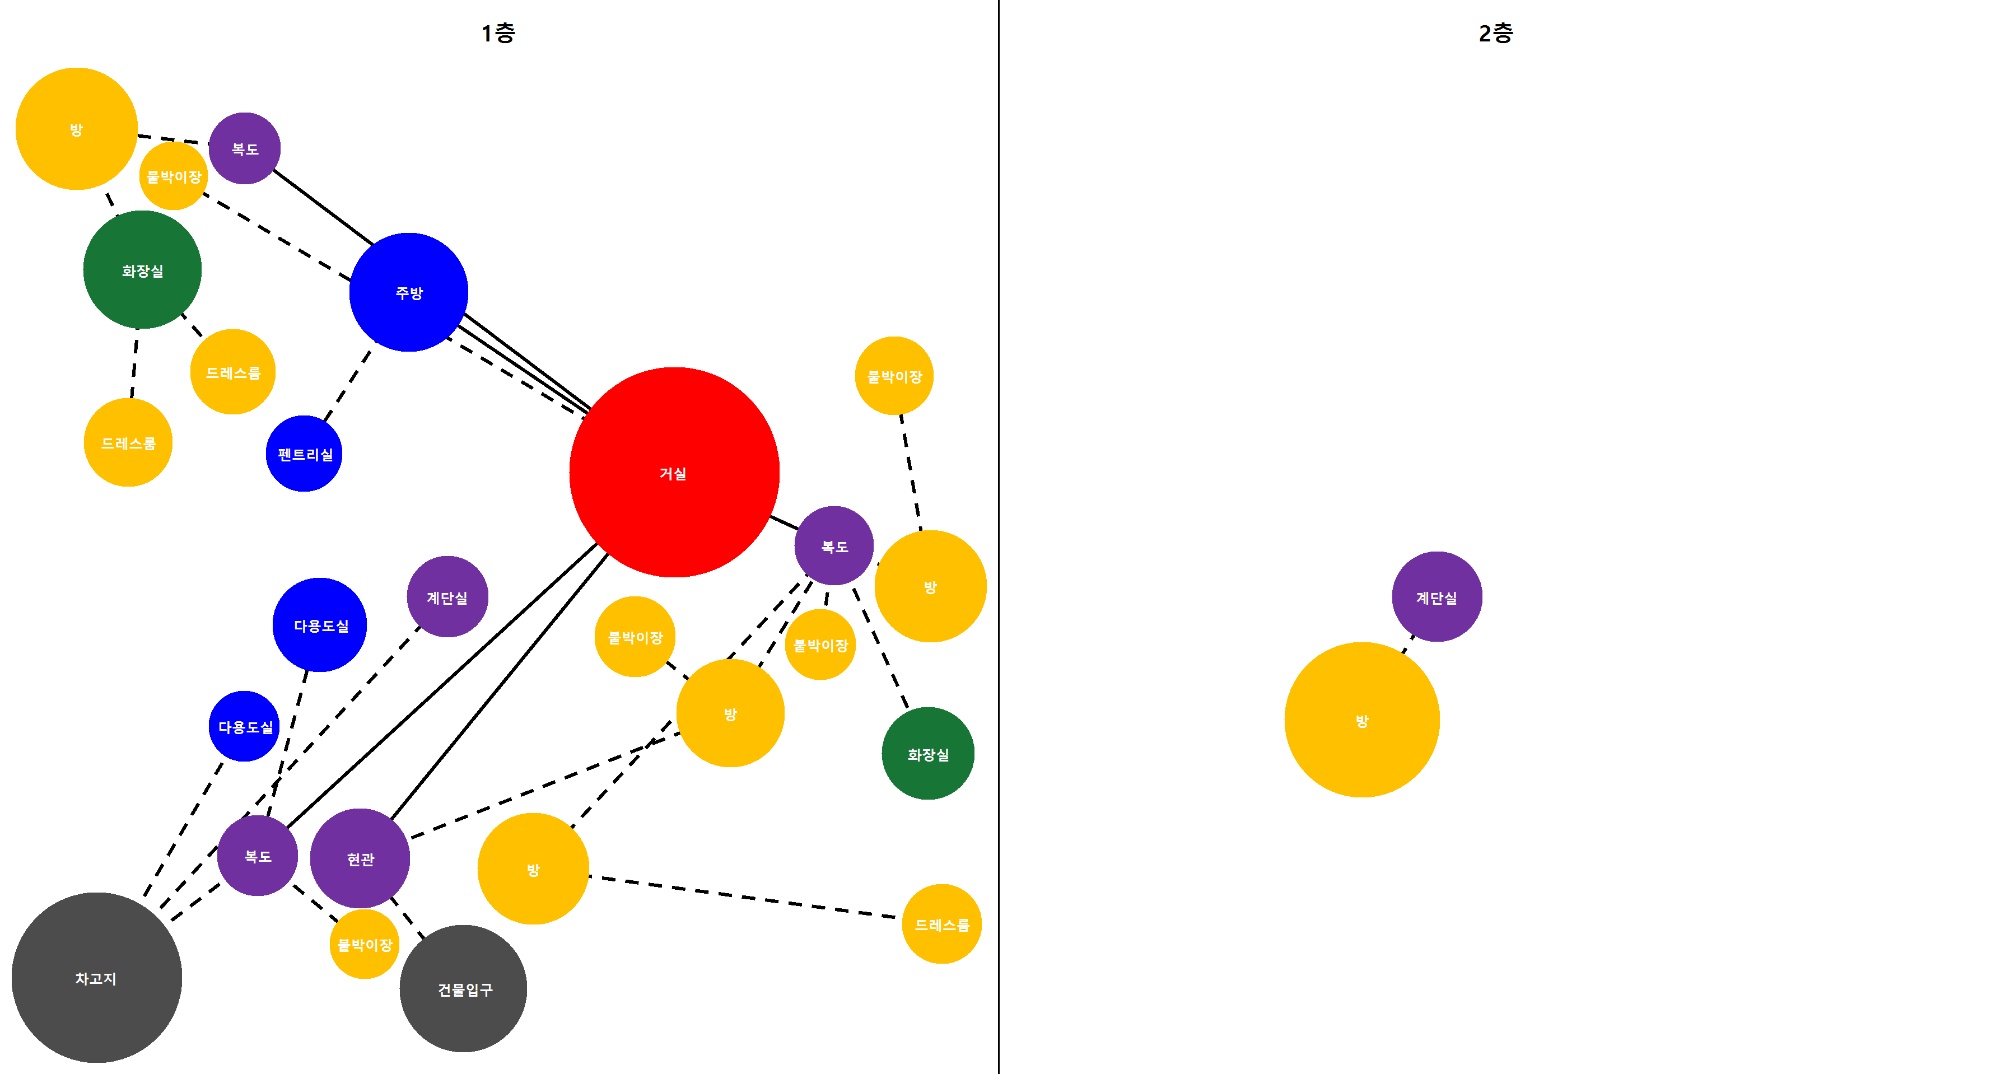 1층
방
복도
붙박이장
화장실
주방
드레스룸
드레스룸
펜트리실
거실
붙박이장
복도
방
계단실
다용도실
붙박이장
붙박이장
방
다용도실
화장실
복도
현관
방
드레스룸
붙박이장
차고지
건물입구
2층
계단실
방